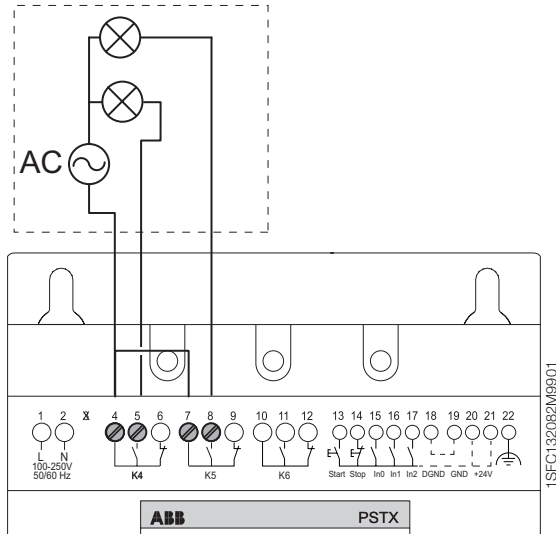 AC
1 2 X 4 5 6 7 8 9 10 11 12 13 14 15 16 17 18 19 20 21 22
L N
100-250V
50/60 Hz
K4 K5 K6
Start Stop In0 In1 In2 DGND GND +24V
ABB PSTX
1SFC132082M9901